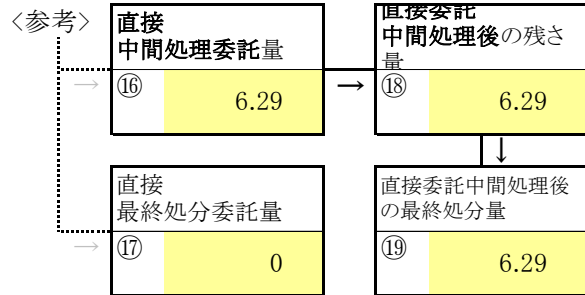 〈参考〉
直接
中間処理委託量
→
⑯
6.29
→
直接委託
中間処理後の残さ
量
⑱
6.29
↓
直接
最終処分委託量
→
⑰
0
直接委託中間処理後
の最終処分量
⑲
6.29